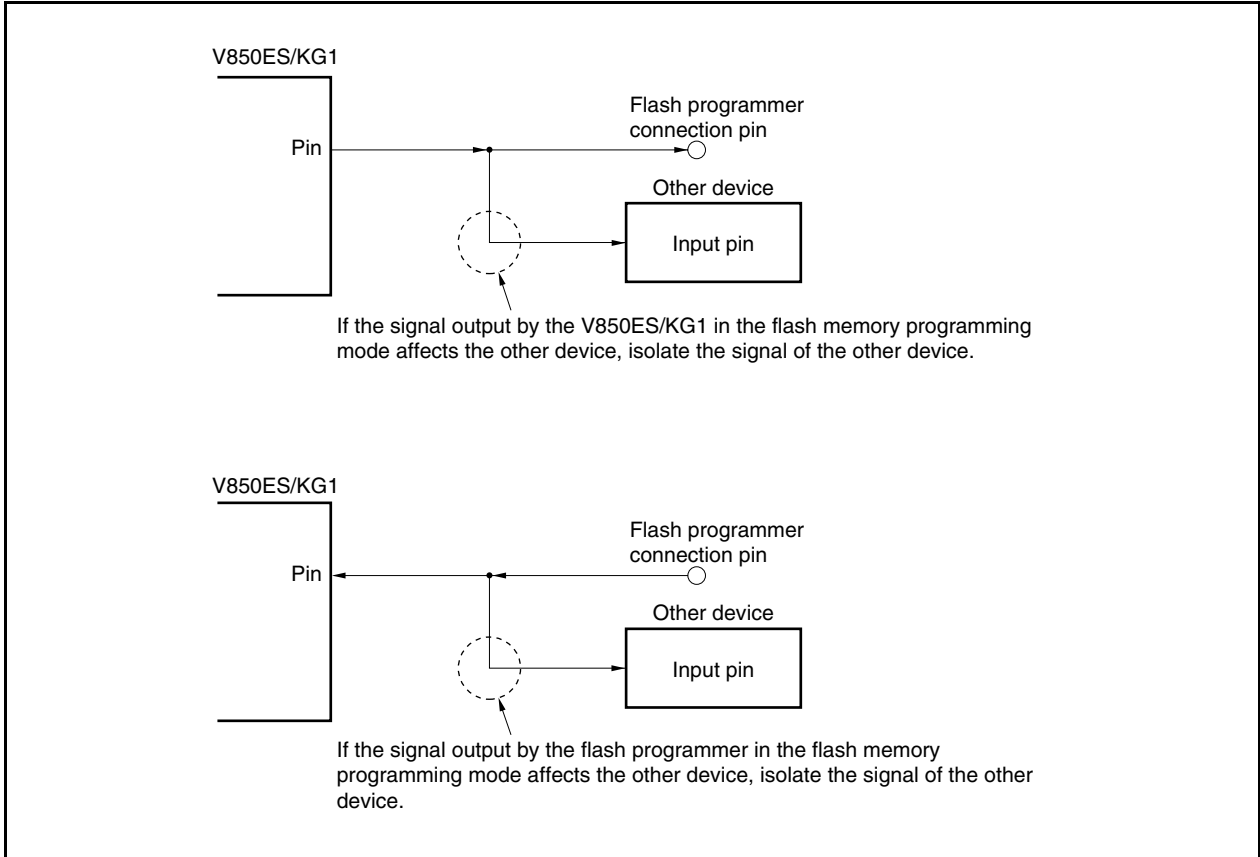 V850ES/KG1
Flash programmer
connection pin
Pin
Other device
Input pin
If the signal output by the V850ES/KG1 in the flash memory programming
mode affects the other device, isolate the signal of the other device.
V850ES/KG1
Flash programmer
connection pin
Pin
Other device
Input pin
If the signal output by the flash programmer in the flash memory
programming mode affects the other device, isolate the signal of the other
device.